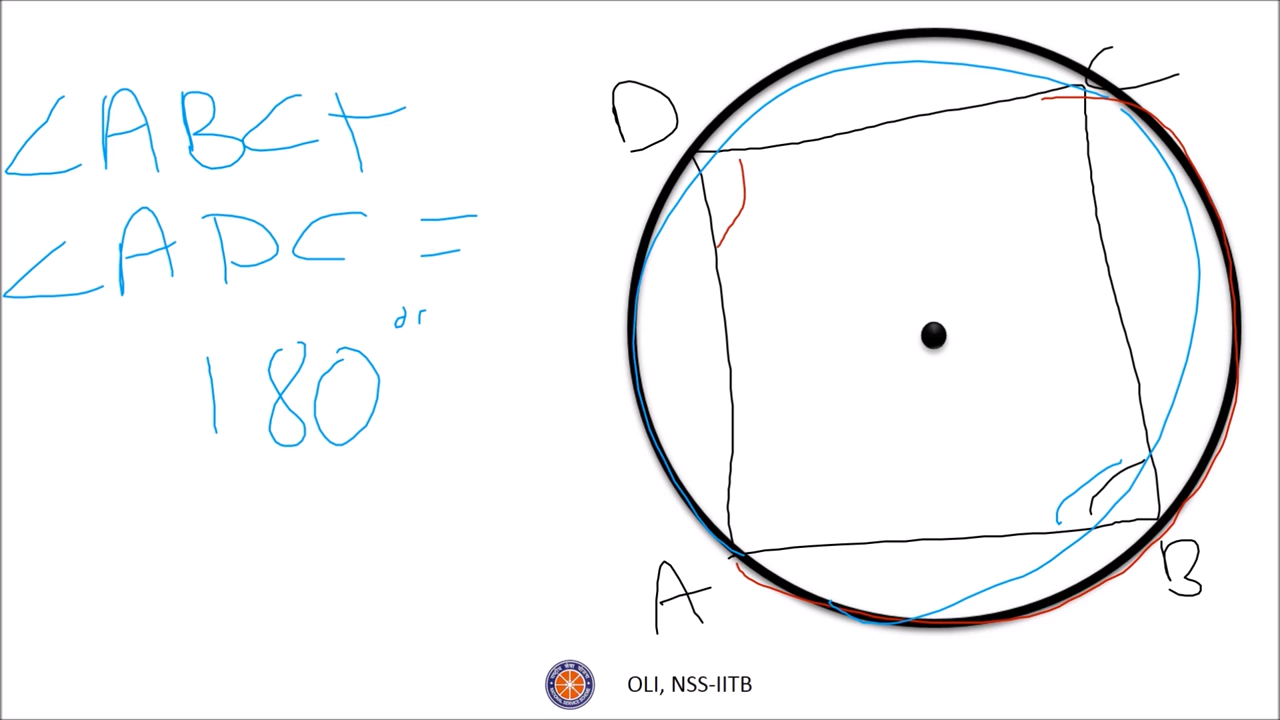 ∠ABC+
∠ADC =
180
D
C
A
B
OLI, NSS-IITB